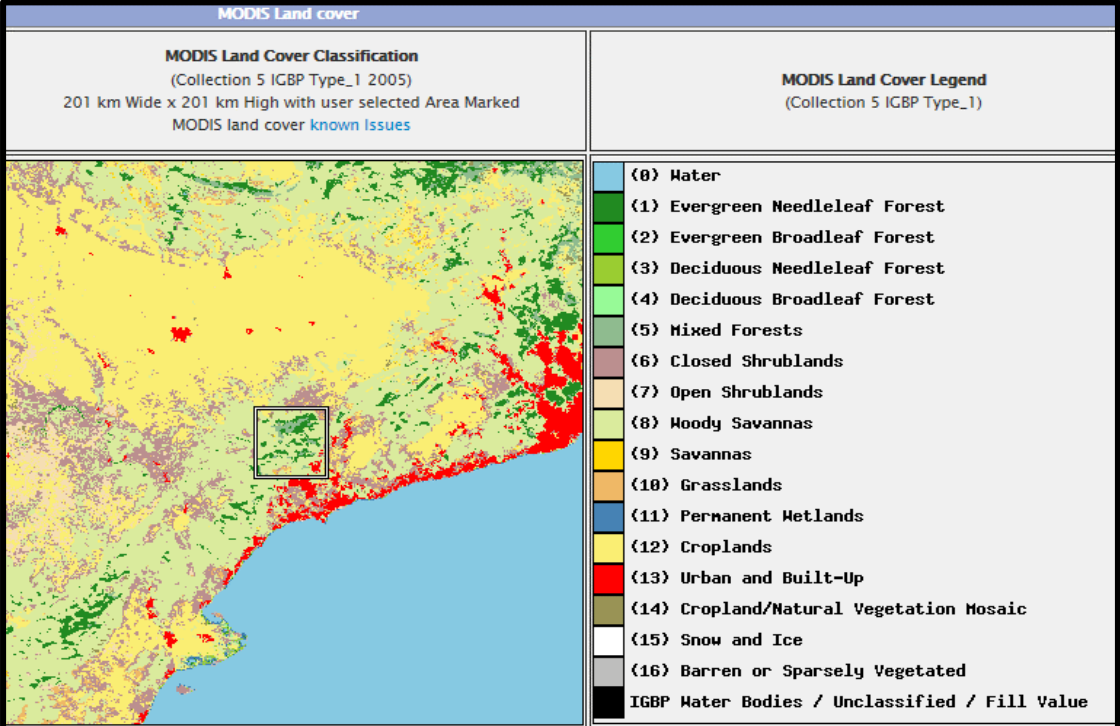 MODIS Land cover
MODIS Land Cover Classification
(Collection 5 IGBP Type_1 2005)
201 km Wide x 201 km High with user selected Area Marked
MODIS land cover known Issues
MODIS Land Cover Legend
(Collection 5 IGBP Type_1)
(0) Water
(1) Evergreen Needleleaf Forest
(2) Evergreen Broadleaf Forest
(3) Deciduous Needleleaf Forest
(4) Deciduous Broadleaf Forest
(5) Mixed Forests
(6) Closed Shrublands
(7) Open Shrublands
(8) Woody Savannas
(9) Savannas
(10) Grasslands
(11) Permanent Wetlands
(12) Croplands
(13) Urban and Built-Up
(14) Cropland/Natural Vegetation Mosaic
(15) Snow and Ice
(16) Barren or Sparsely Vegetated
IGBP Water Bodies / Unclassified / Fill Value